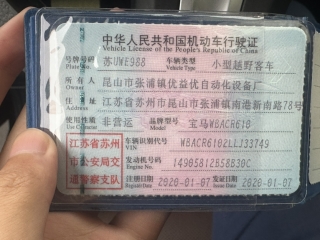 中华人民共和国机动车行驶证
Vehicle License of the People's Republic of China
号牌号码 苏UWE9B8 车辆类型 小型越野客车
Plate No. Vehicle Type
所有人 昆山市张浦镇优益优自动化设备厂
Owner
住址 江苏省苏州市昆山市张浦镇南港新南路78号
Address
使用性质 非营运 品牌型号 宝马WBACR610
Use Character Model
江苏省苏州市公安局交通警察支队
车辆识别代号 WBACR6102LLJ33749
VIN
发动机号码 14905812B58B30C
Engine No.
注册日期 2020-01-07 发证日期 2020-01-07
Register Date Issue Date